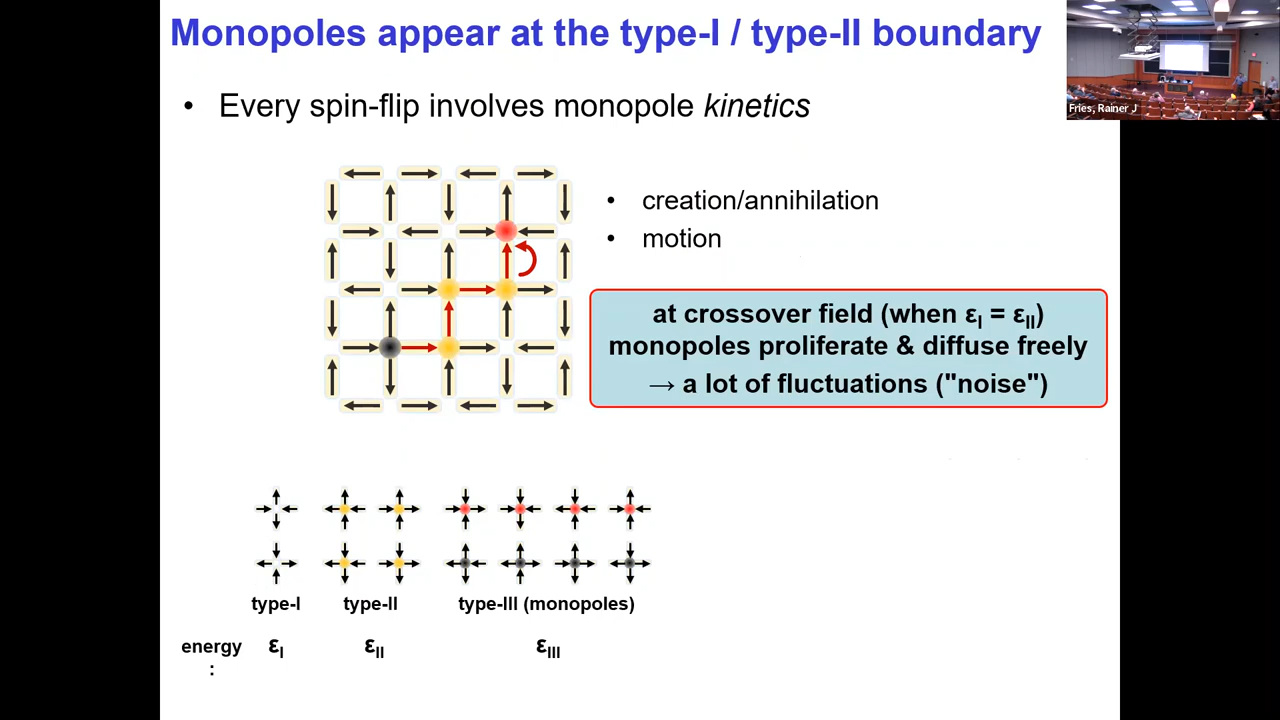 Monopoles appear at the type-I / type-II boundary
• Every spin-flip involves monopole kinetics
Fries, Rainer J
• creation/annihilation
• motion
at crossover field (when εI = εII)
monopoles proliferate & diffuse freely
→ a lot of fluctuations ("noise")
type-I type-II type-III (monopoles)
energy : εI εII εIII